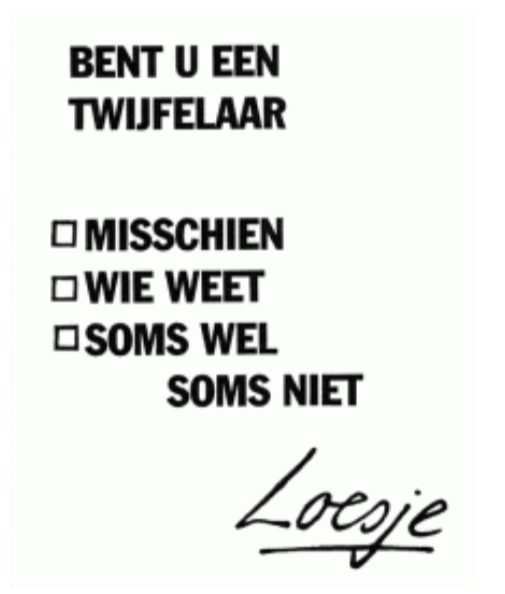 BENT U EEN
TWIJFELAAR
☐ MISSCHIEN
☐ WIE WEET
☐ SOMS WEL
SOMS NIET
Loesje